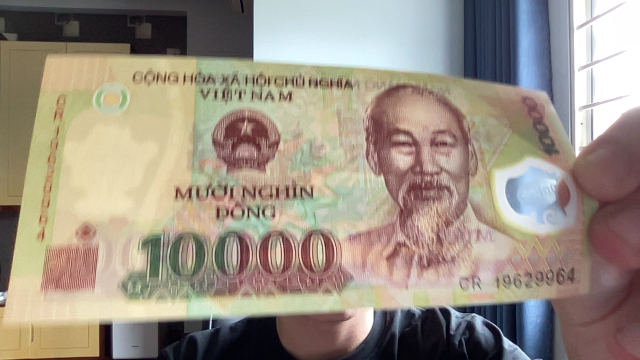 CỘNG HÒA XÃ HỘI CHỦ NGHĨA
VIỆT NAM
MƯỜI NGHÌN
ĐỒNG
10000
10000
CR 19629964